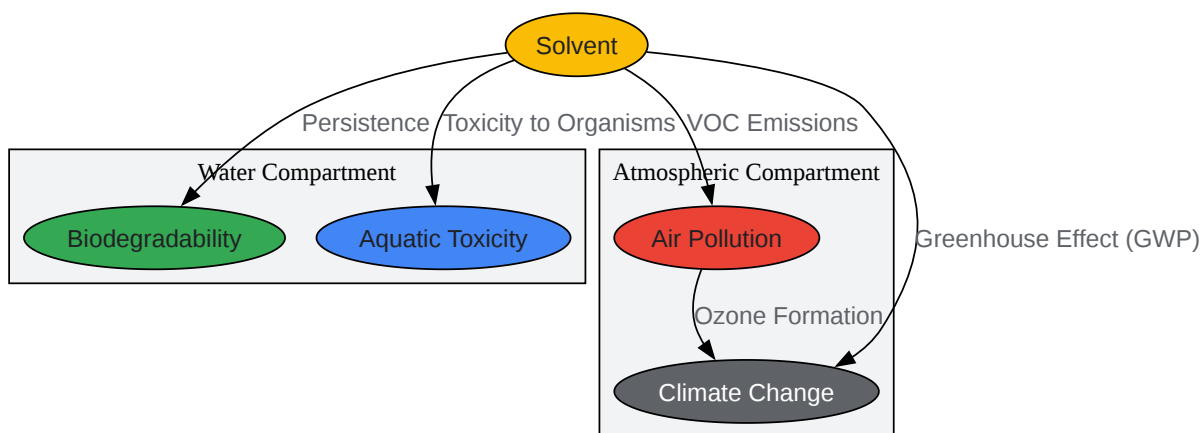 Solvent
Persistence
Toxicity to Organisms
VOC Emissions
Water Compartment
Atmospheric Compartment
Biodegradability
Aquatic Toxicity
Air Pollution
Greenhouse Effect (GWP)
Ozone Formation
Climate Change